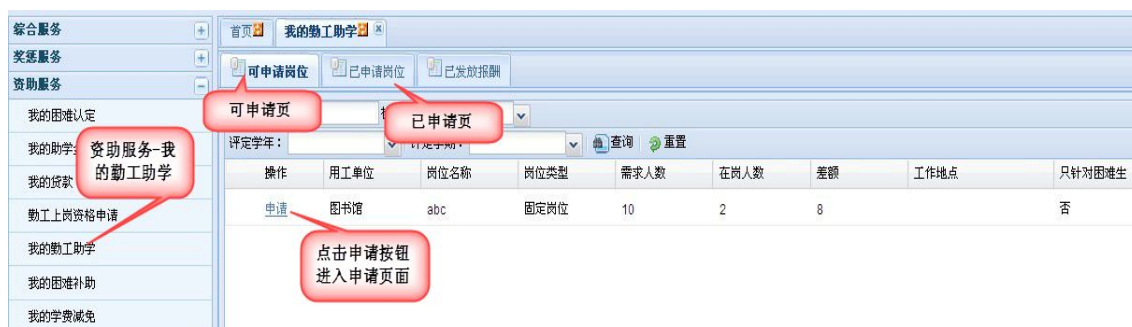 综合服务
奖惩服务
资助服务
我的困难认定
我的助学
我的贷款
勤工上岗资格申请
我的勤工助学
我的困难补助
我的学费减免
资助服务-我
的勤工助学
首页 我的勤工助学
可申请岗位 已申请岗位 已发放报酬
可申请页
已申请页
评定学年： 评定学期： 查询 重置
操作 用工单位 岗位名称 岗位类型 需求人数 在岗人数 差额 工作地点 只针对困难生
申请 图书馆 abc 固定岗位 10 2 8 否
点击申请按钮
进入申请页面